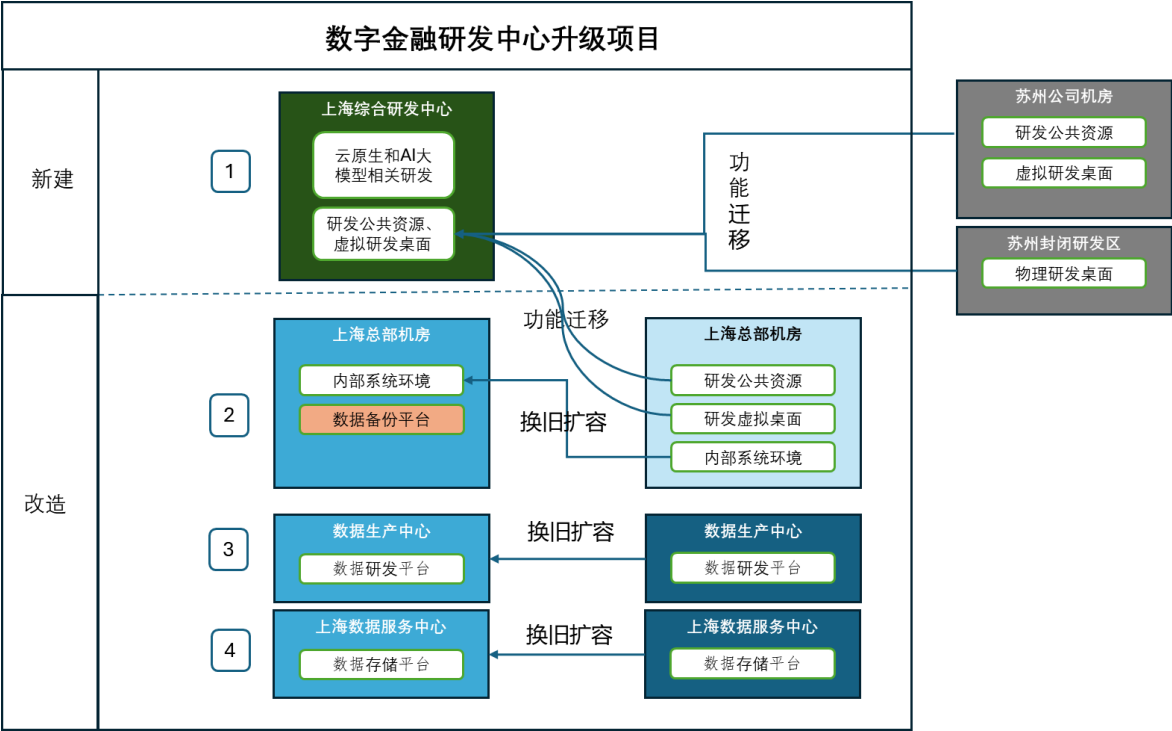 数字金融研发中心升级项目
新建
1
上海综合研发中心
云原生和AI大
模型相关研发
研发公共资源、
虚拟研发桌面
功
能
迁
移
苏州公司机房
研发公共资源
虚拟研发桌面
苏州封闭研发区
物理研发桌面
功能迁移
改造
2
上海总部机房
内部系统环境
数据备份平台
换旧扩容
上海总部机房
研发公共资源
研发虚拟桌面
内部系统环境
3
数据生产中心
数据研发平台
换旧扩容
数据生产中心
数据研发平台
4
上海数据服务中心
数据存储平台
换旧扩容
上海数据服务中心
数据存储平台